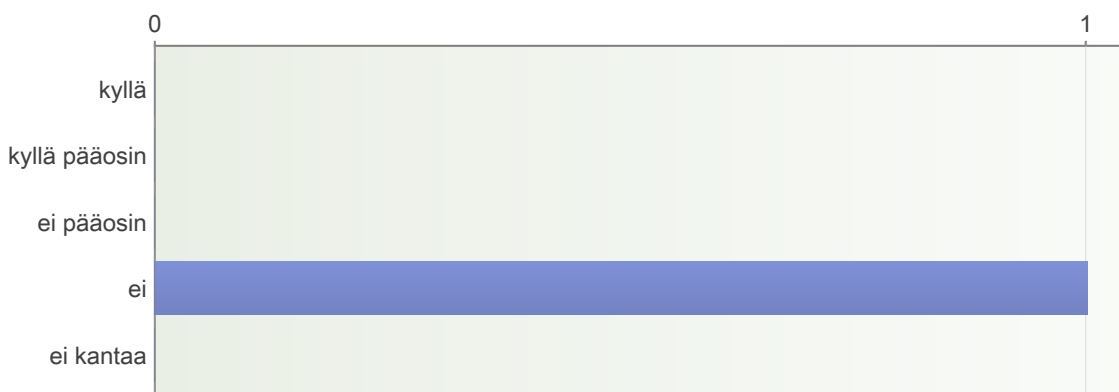 0 1
kyllä
kyllä pääosin
ei pääosin
ei
ei kantaa